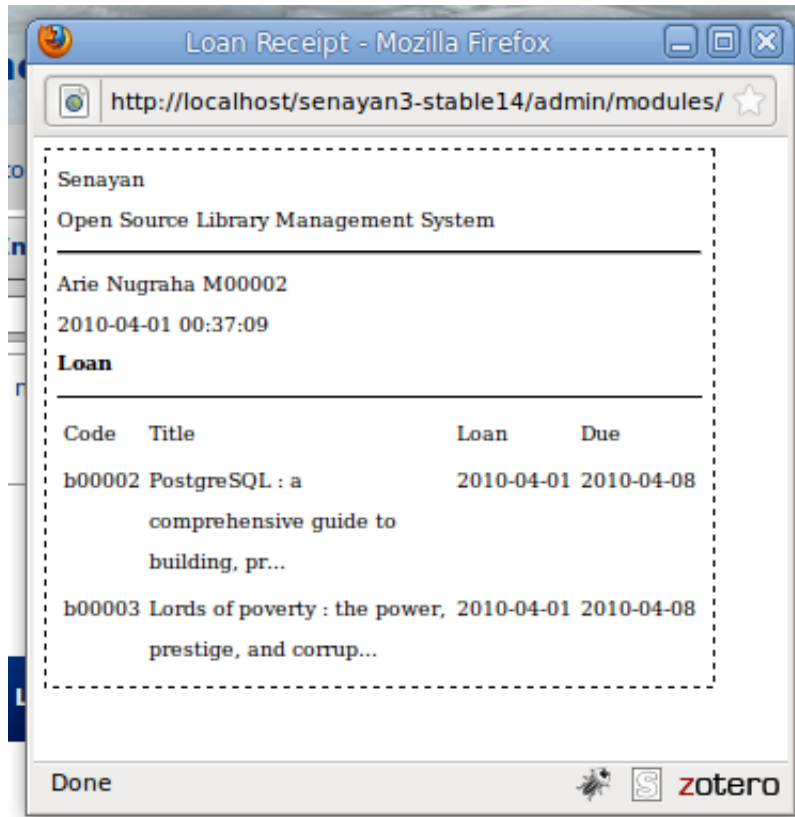 Loan Receipt - Mozilla Firefox
http://localhost/senayan3-stable14/admin/modules/
Senayan
Open Source Library Management System
Arie Nugraha M00002
2010-04-01 00:37:09
Loan
Code Title Loan Due
b00002 PostgreSQL : a 2010-04-01 2010-04-08
comprehensive guide to
building, pr...
b00003 Lords of poverty : the power, 2010-04-01 2010-04-08
prestige, and corrup...
Done S zotero